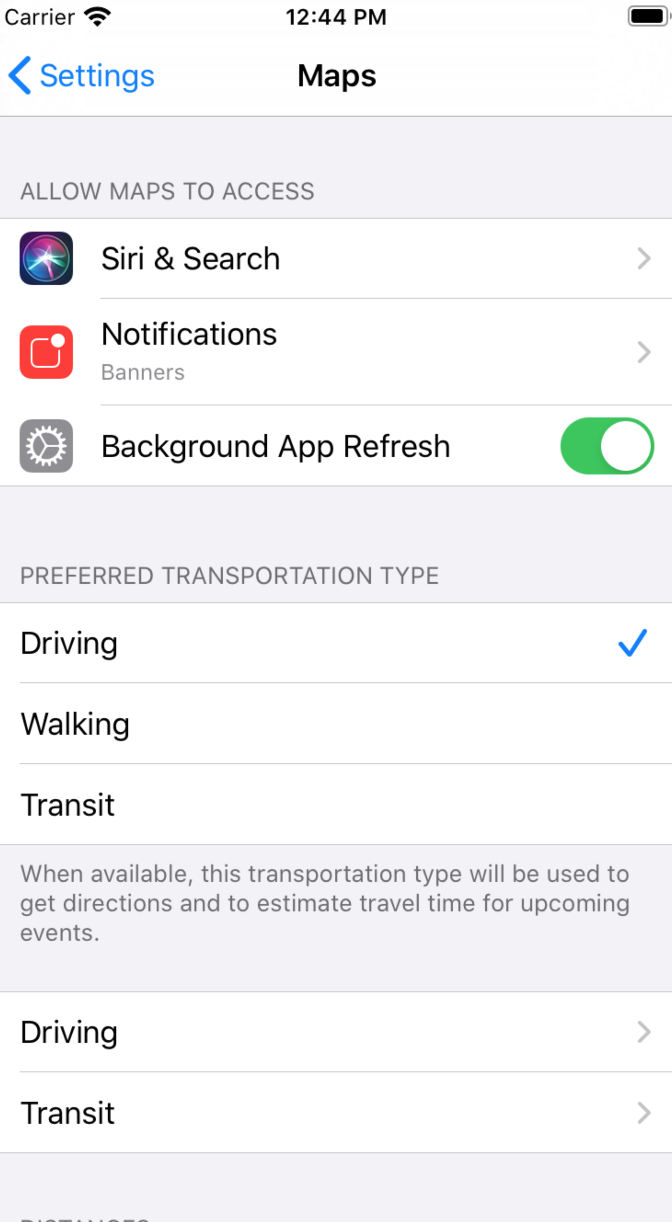 Carrier 12:44 PM
Settings Maps
ALLOW MAPS TO ACCESS
Siri & Search
Notifications
Banners
Background App Refresh
PREFERRED TRANSPORTATION TYPE
Driving
Walking
Transit
When available, this transportation type will be used to
get directions and to estimate travel time for upcoming
events.
Driving
Transit
DISTANCES